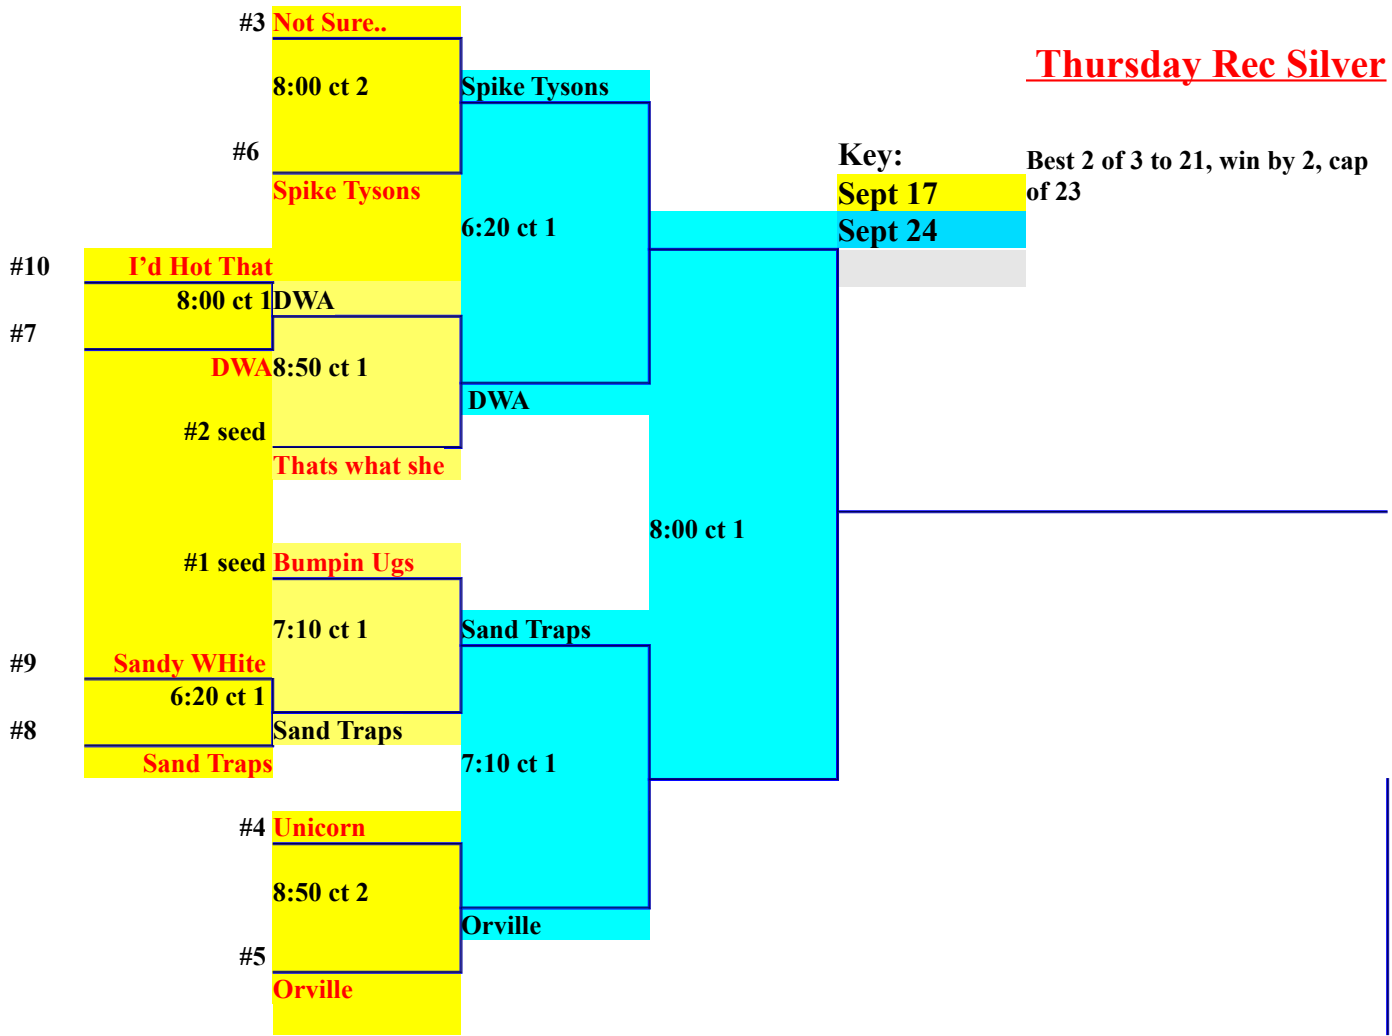 #3 Not Sure..
Thursday Rec Silver
8:00 ct 2
Spike Tysons
#6
Key:
Best 2 of 3 to 21, win by 2, cap
of 23
Spike Tysons
Sept 17
6:20 ct 1
Sept 24
#10 I'd Hot That
8:00 ct 1 DWA
#7
DWA 8:50 ct 1
DWA
#2 seed
Thats what she
8:00 ct 1
#1 seed Bumpin Ugs
7:10 ct 1
Sand Traps
#9 Sandy WHite
6:20 ct 1
#8
Sand Traps
Sand Traps
7:10 ct 1
#4 Unicorn
8:50 ct 2
Orville
#5
Orville